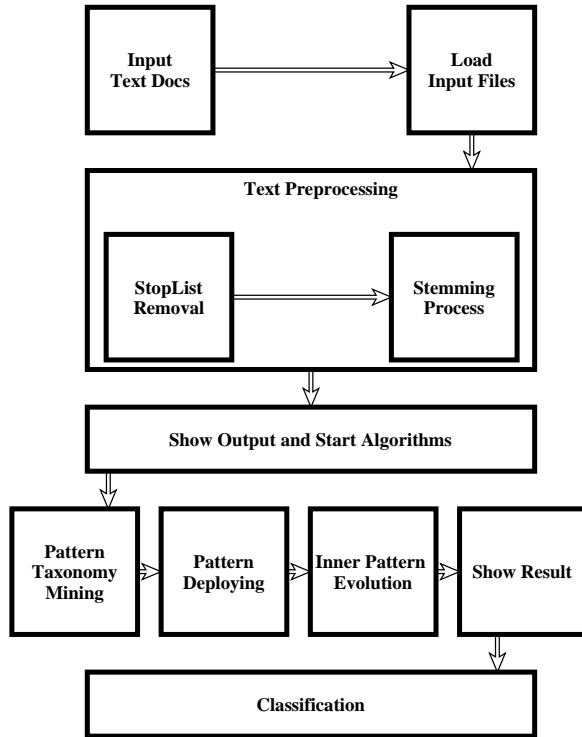 Input
Text Docs
Load
Input Files
Text Preprocessing
StopList
Removal
Stemming
Process
Show Output and Start Algorithms
Pattern
Taxonomy
Mining
Pattern
Deploying
Inner Pattern
Evolution
Show Result
Classification